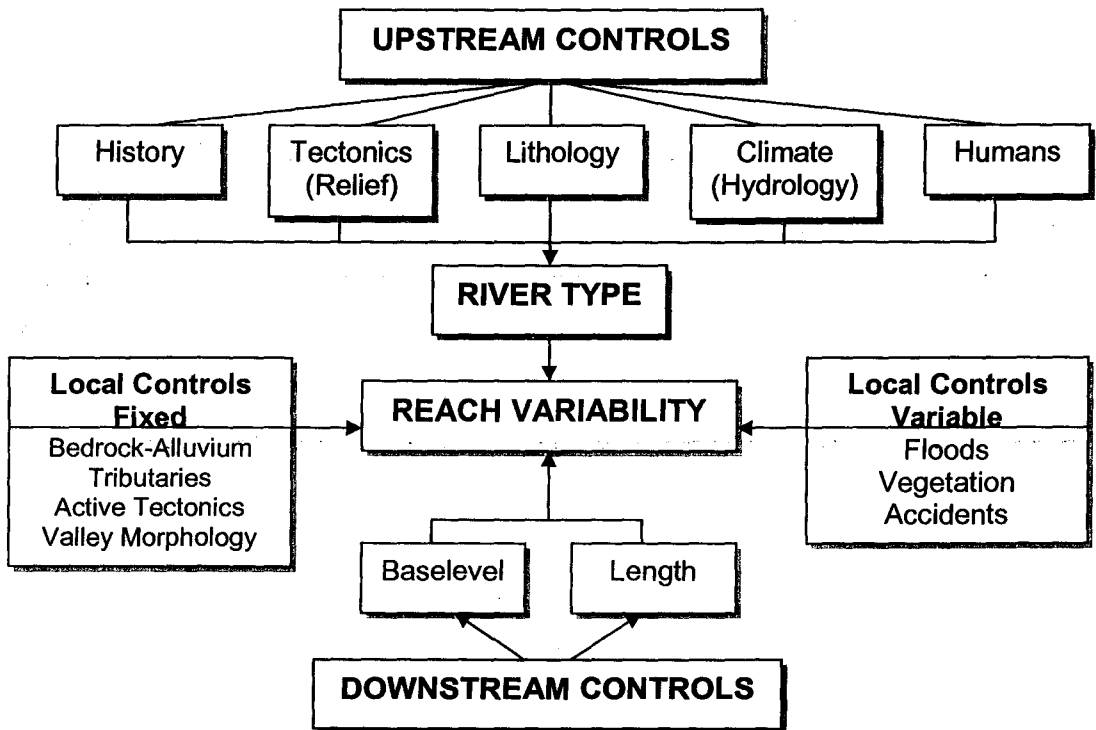 UPSTREAM CONTROLS
History
Tectonics
(Relief)
Lithology
Climate
(Hydrology)
Humans
RIVER TYPE
Local Controls
Fixed
Bedrock-Alluvium
Tributaries
Active Tectonics
Valley Morphology
REACH VARIABILITY
Local Controls
Variable
Floods
Vegetation
Accidents
Baselevel
Length
DOWNSTREAM CONTROLS